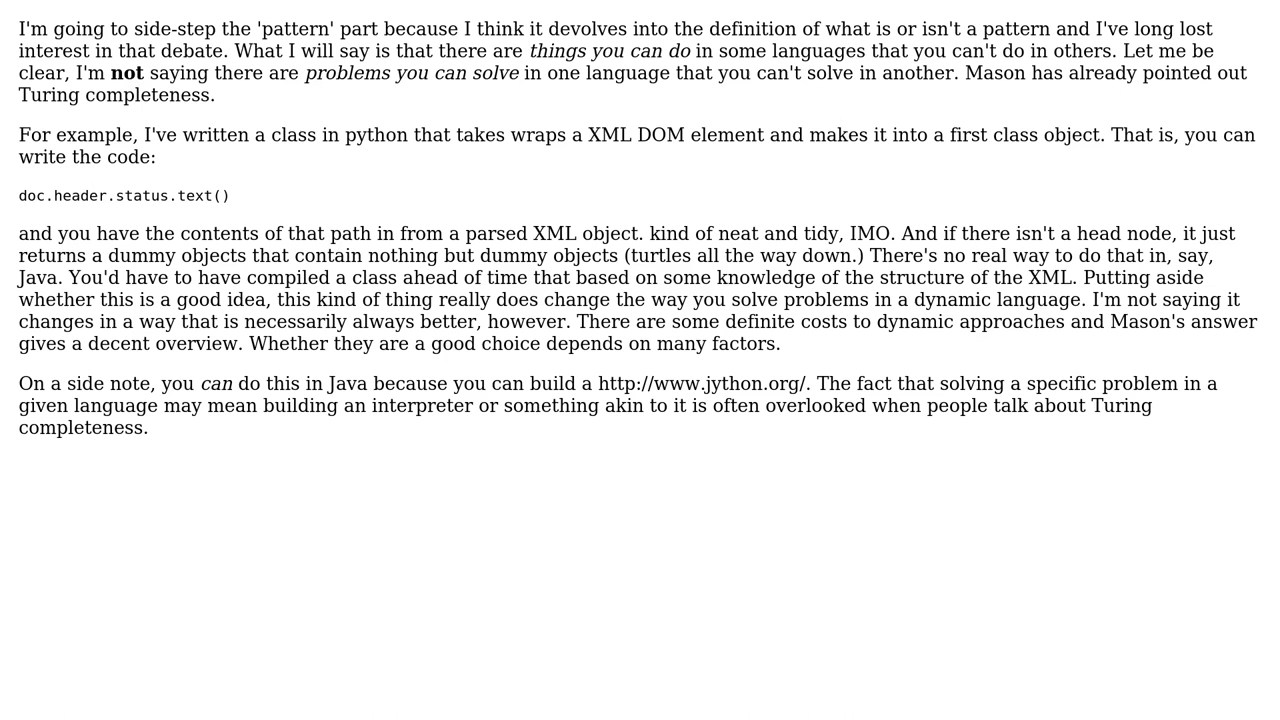 I'm going to side-step the 'pattern' part because I think it devolves into the definition of what is or isn't a pattern and I've long lost
interest in that debate. What I will say is that there are things you can do in some languages that you can't do in others. Let me be
clear, I'm not saying there are problems you can solve in one language that you can't solve in another. Mason has already pointed out
Turing completeness.
For example, I've written a class in python that takes wraps a XML DOM element and makes it into a first class object. That is, you can
write the code:
doc.header.status.text()
and you have the contents of that path in from a parsed XML object. kind of neat and tidy, IMO. And if there isn't a head node, it just
returns a dummy objects that contain nothing but dummy objects (turtles all the way down.) There's no real way to do that in, say,
Java. You'd have to have compiled a class ahead of time that based on some knowledge of the structure of the XML. Putting aside
whether this is a good idea, this kind of thing really does change the way you solve problems in a dynamic language. I'm not saying it
changes in a way that is necessarily always better, however. There are some definite costs to dynamic approaches and Mason's answer
gives a decent overview. Whether they are a good choice depends on many factors.
On a side note, you can do this in Java because you can build a http://www.jython.org/. The fact that solving a specific problem in a
given language may mean building an interpreter or something akin to it is often overlooked when people talk about Turing
completeness.